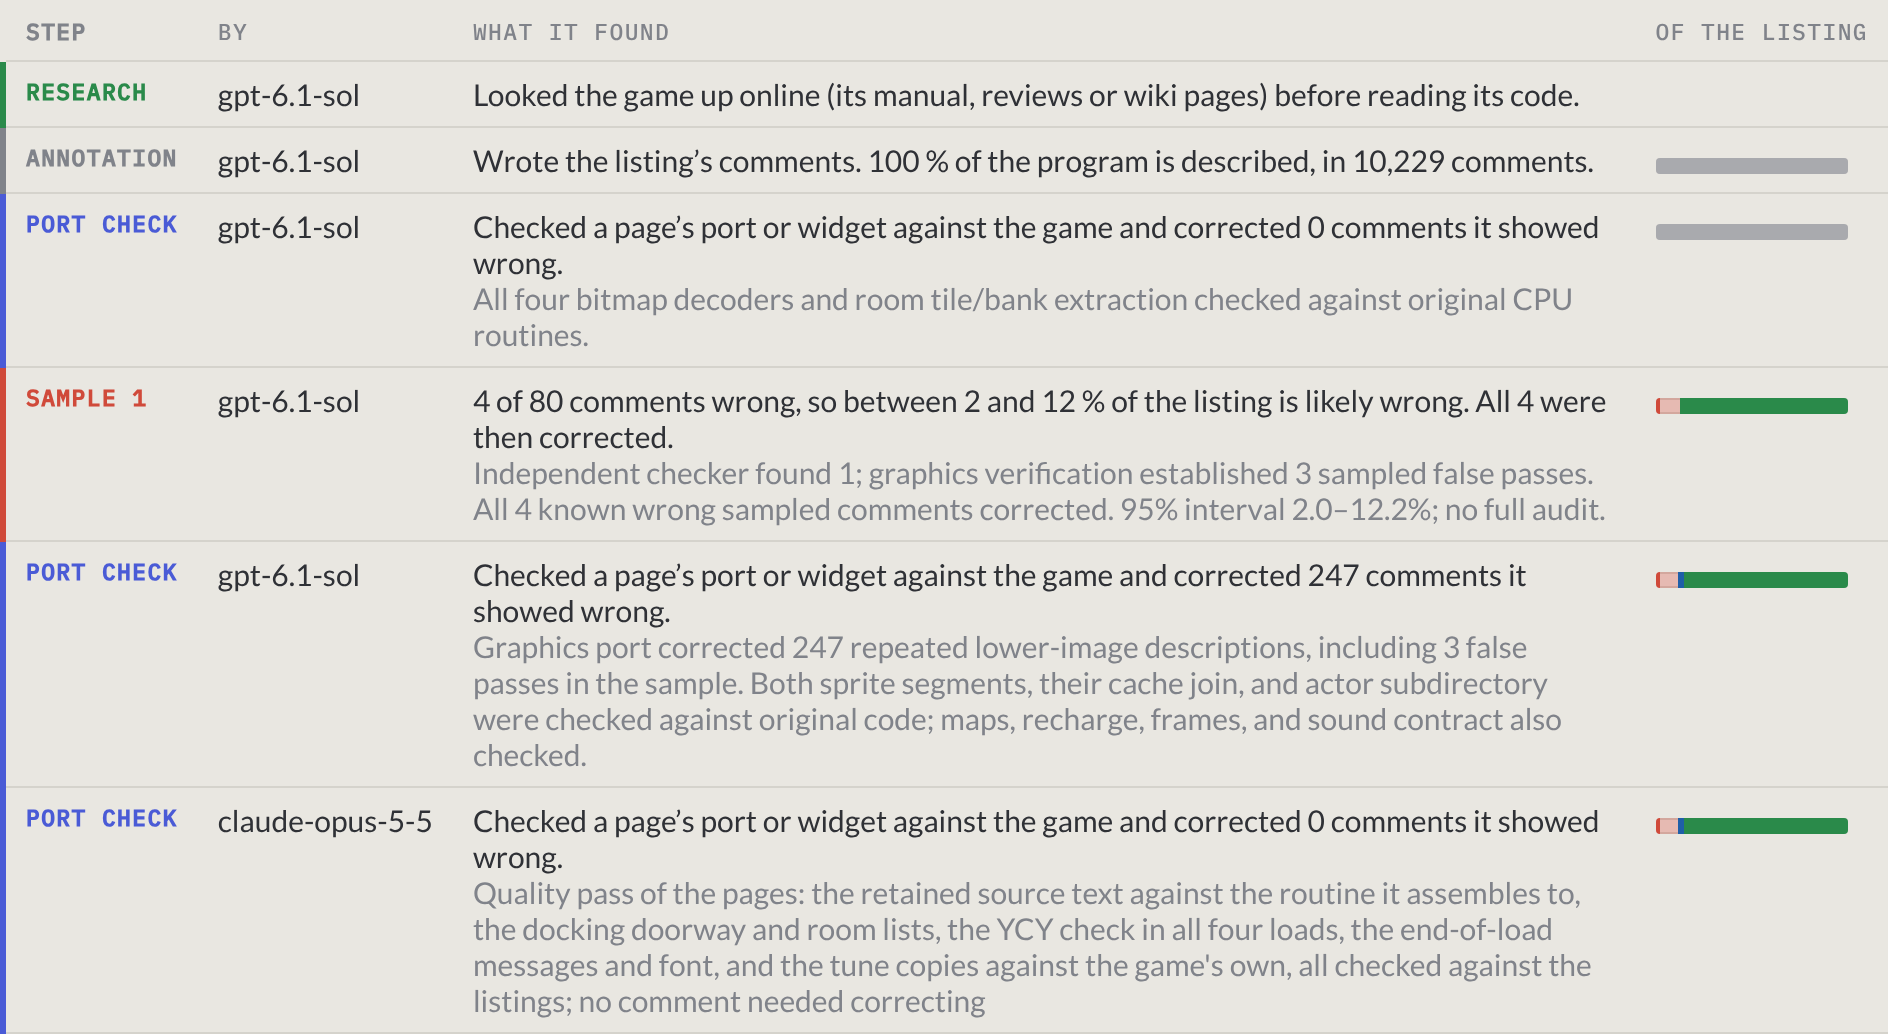 STEP BY WHAT IT FOUND OF THE LISTING
RESEARCH gpt-6.1-sol Looked the game up online (its manual, reviews or wiki pages) before reading its code.
ANNOTATION gpt-6.1-sol Wrote the listing’s comments. 100 % of the program is described, in 10,229 comments.
PORT CHECK gpt-6.1-sol Checked a page’s port or widget against the game and corrected 0 comments it showed
wrong.
All four bitmap decoders and room tile/bank extraction checked against original CPU
routines.
SAMPLE 1 gpt-6.1-sol 4 of 80 comments wrong, so between 2 and 12 % of the listing is likely wrong. All 4 were
then corrected.
Independent checker found 1; graphics verification established 3 sampled false passes.
All 4 known wrong sampled comments corrected. 95% interval 2.0–12.2%; no full audit.
PORT CHECK gpt-6.1-sol Checked a page’s port or widget against the game and corrected 247 comments it
showed wrong.
Graphics port corrected 247 repeated lower-image descriptions, including 3 false
passes in the sample. Both sprite segments, their cache join, and actor subdirectory
were checked against original code; maps, recharge, frames, and sound contract also
checked.
PORT CHECK claude-opus-5-5 Checked a page’s port or widget against the game and corrected 0 comments it showed
wrong.
Quality pass of the pages: the retained source text against the routine it assembles to,
the docking doorway and room lists, the YCY check in all four loads, the end-of-load
messages and font, and the tune copies against the game's own, all checked against the
listings; no comment needed correcting